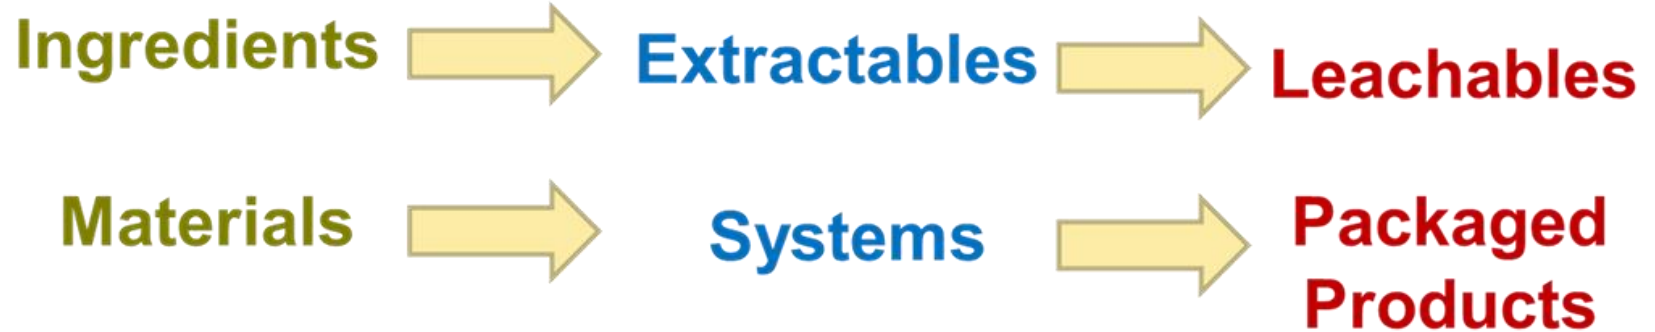 Ingredients Extractables Leachables
Materials Systems Packaged
Products